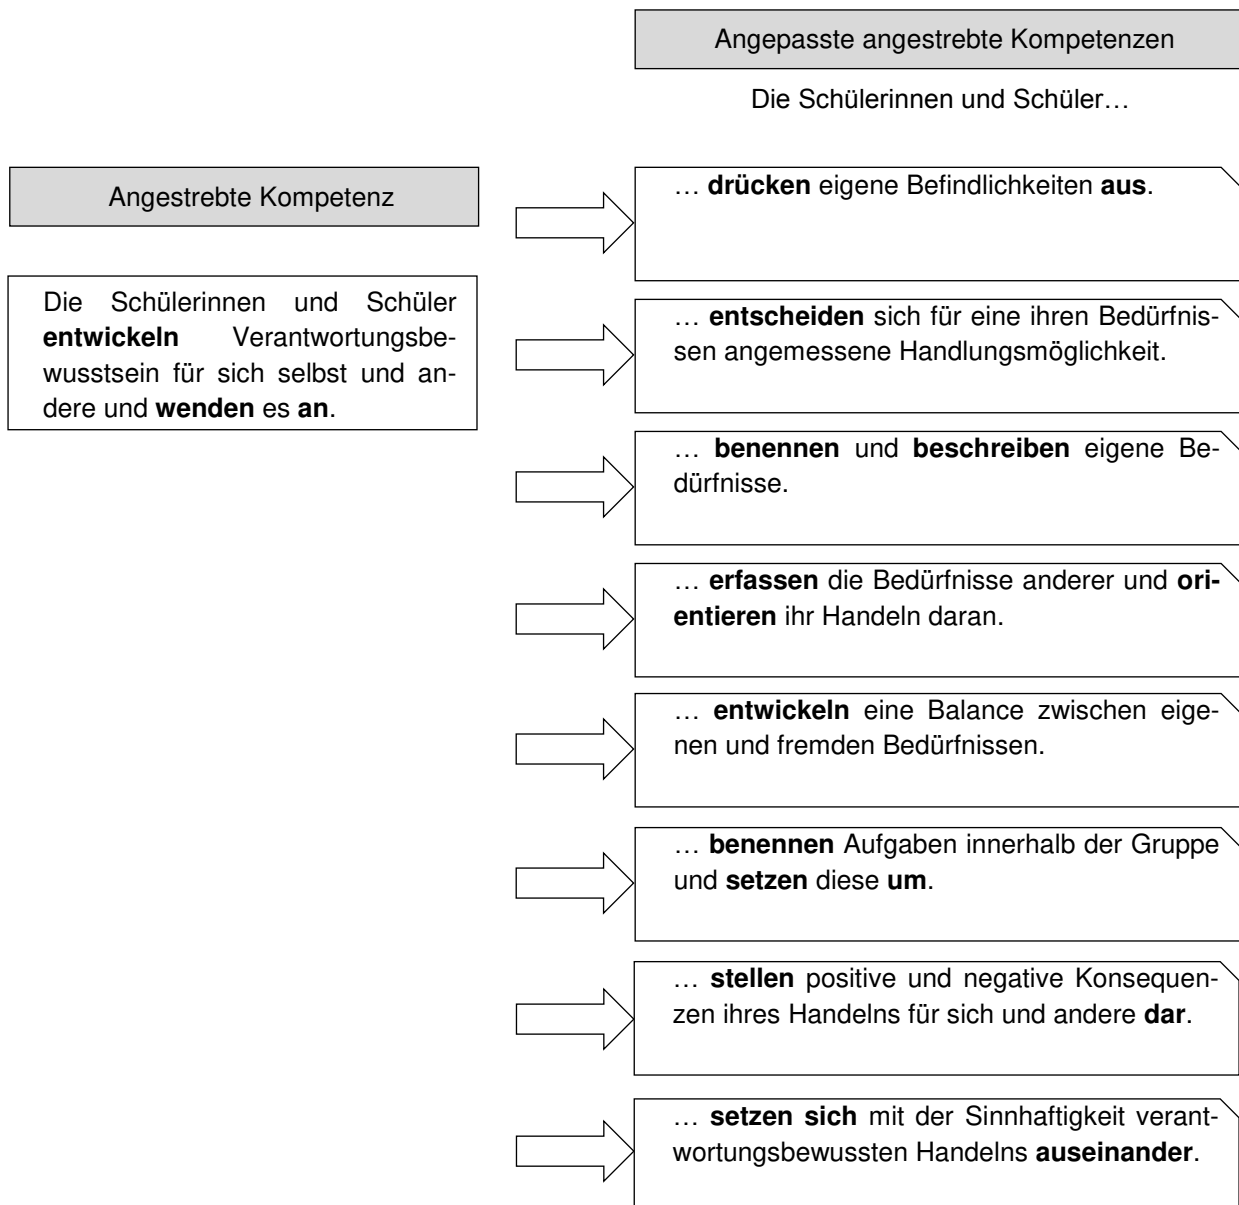 Angepasste angestrebte Kompetenzen
Die Schülerinnen und Schüler…
Angestrebte Kompetenz
Die Schülerinnen und Schüler
entwickeln Verantwortungsbe-
wusstsein für sich selbst und an-
dere und wenden es an.
… drücken eigene Befindlichkeiten aus.
… entscheiden sich für eine ihren Bedürfnis-
sen angemessene Handlungsmöglichkeit.
… benennen und beschreiben eigene Be-
dürfnisse.
… erfassen die Bedürfnisse anderer und ori-
entieren ihr Handeln daran.
… entwickeln eine Balance zwischen eige-
nen und fremden Bedürfnissen.
… benennen Aufgaben innerhalb der Gruppe
und setzen diese um.
… stellen positive und negative Konsequen-
zen ihres Handelns für sich und andere dar.
… setzen sich mit der Sinnhaftigkeit verant-
wortungsbewussten Handelns auseinander.